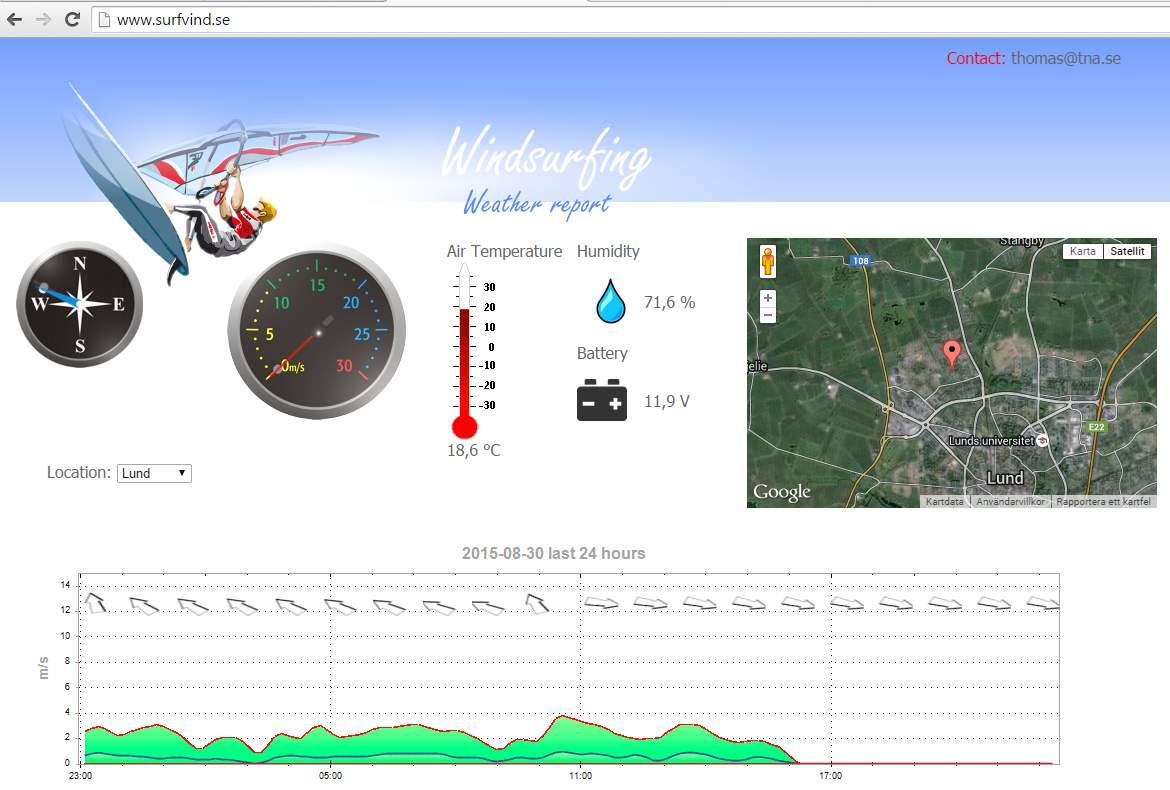 www.surfvind.se
Contact: thomas@tna.se
Windsurfing
Weather report
N
W E
S
0m/s
5
10
15
20
25
30
Air Temperature
30
20
10
0
-10
-20
-30
18,6 °C
Humidity
71,6 %
Battery
11,9 V
Stångby
Karta Satellit
108
E22
Lunds universitet
Lund
Google
Kartdata Användarvillkor Rapportera ett kartfel
Location: Lund
2015-08-30 last 24 hours
m/s
14
12
10
8
6
4
2
0
23:00 05:00 11:00 17:00